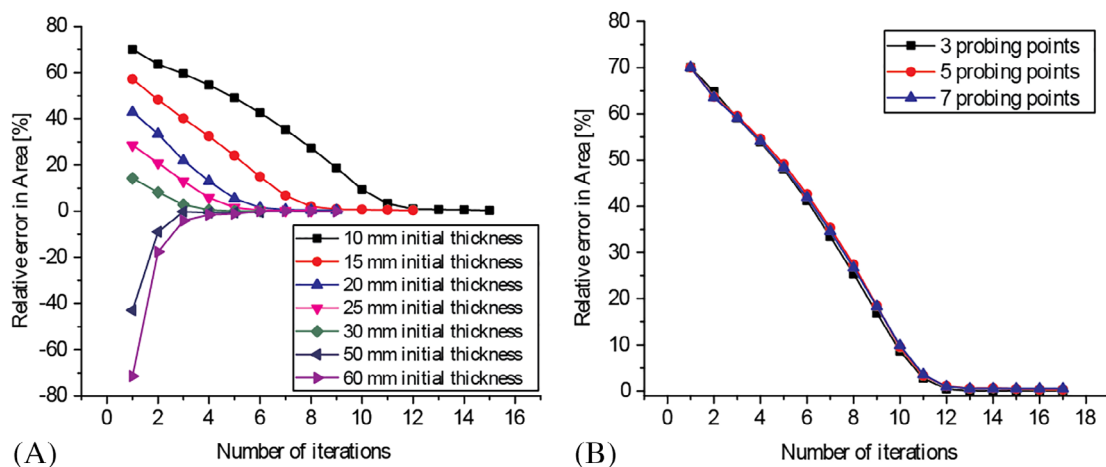 80
60
40
20
0
-20
-40
-60
-80
Relative error in Area [%]
0 2 4 6 8 10 12 14 16
Number of iterations
10 mm initial thickness
15 mm initial thickness
20 mm initial thickness
25 mm initial thickness
30 mm initial thickness
50 mm initial thickness
60 mm initial thickness
(A)
80
70
60
50
40
30
20
10
0
Relative error in Area [%]
0 2 4 6 8 10 12 14 16 18
Number of iterations
3 probing points
5 probing points
7 probing points
(B)